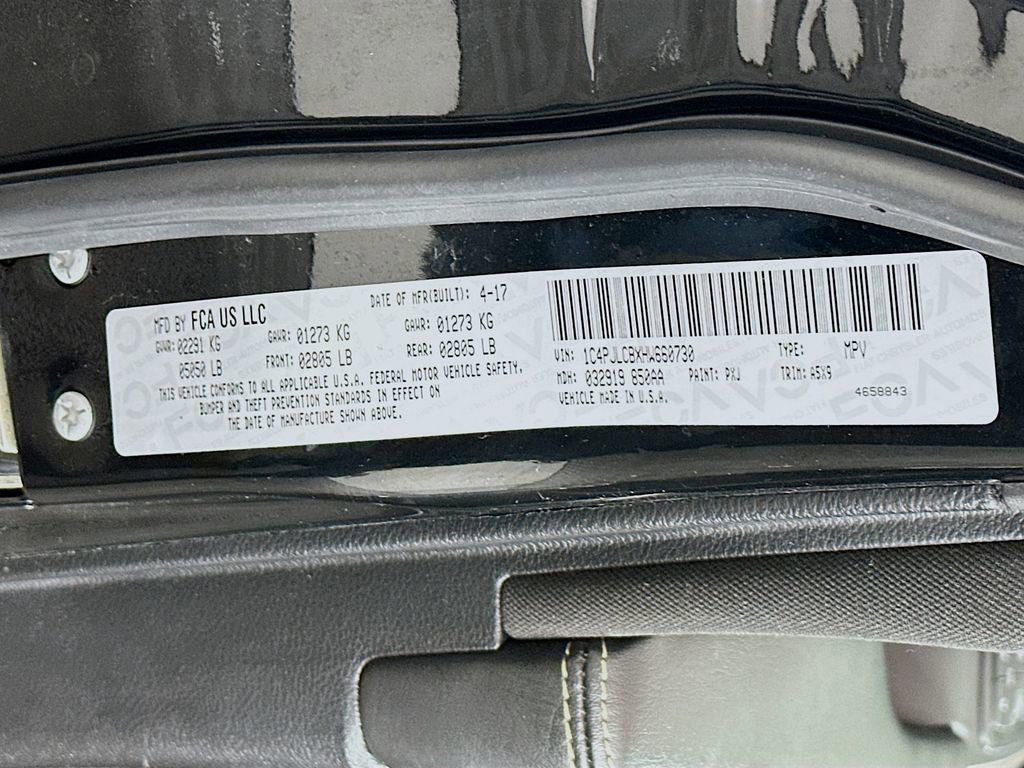 MFD BY FCA US LLC DATE OF MFR(BUILT): 4-17
GVWR: 02291 KG GAWR: 01273 KG GAWR: 01273 KG
05050 LB FRONT: 02805 LB REAR: 02805 LB
THIS VEHICLE CONFORMS TO ALL APPLICABLE U.S.A. FEDERAL MOTOR VEHICLE SAFETY,
BUMPER AND THEFT PREVENTION STANDARDS IN EFFECT ON
THE DATE OF MANUFACTURE SHOWN ABOVE.
VIN: 1C4PJLCBXHW660730 TYPE: MPV
MDH: 032919 850AA PAINT: PXJ TRIM: A5X9
VEHICLE MADE IN U.S.A. 4658843